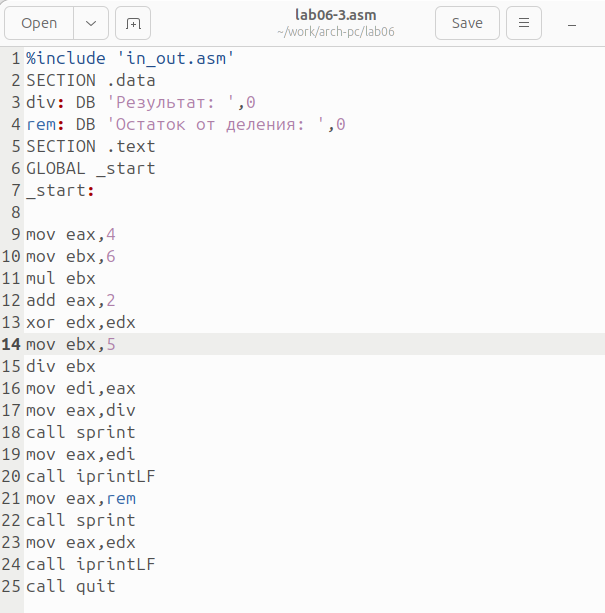 Open
lab06-3.asm
~/work/arch-pc/lab06
Save
1 %include 'in_out.asm'
2 SECTION .data
3 div: DB 'Результат: ',0
4 rem: DB 'Остаток от деления: ',0
5 SECTION .text
6 GLOBAL _start
7 _start:
8
9 mov eax,4
10 mov ebx,6
11 mul ebx
12 add eax,2
13 xor edx,edx
14 mov ebx,5
15 div ebx
16 mov edi,eax
17 mov eax,div
18 call sprint
19 mov eax,edi
20 call iprintLF
21 mov eax,rem
22 call sprint
23 mov eax,edx
24 call iprintLF
25 call quit